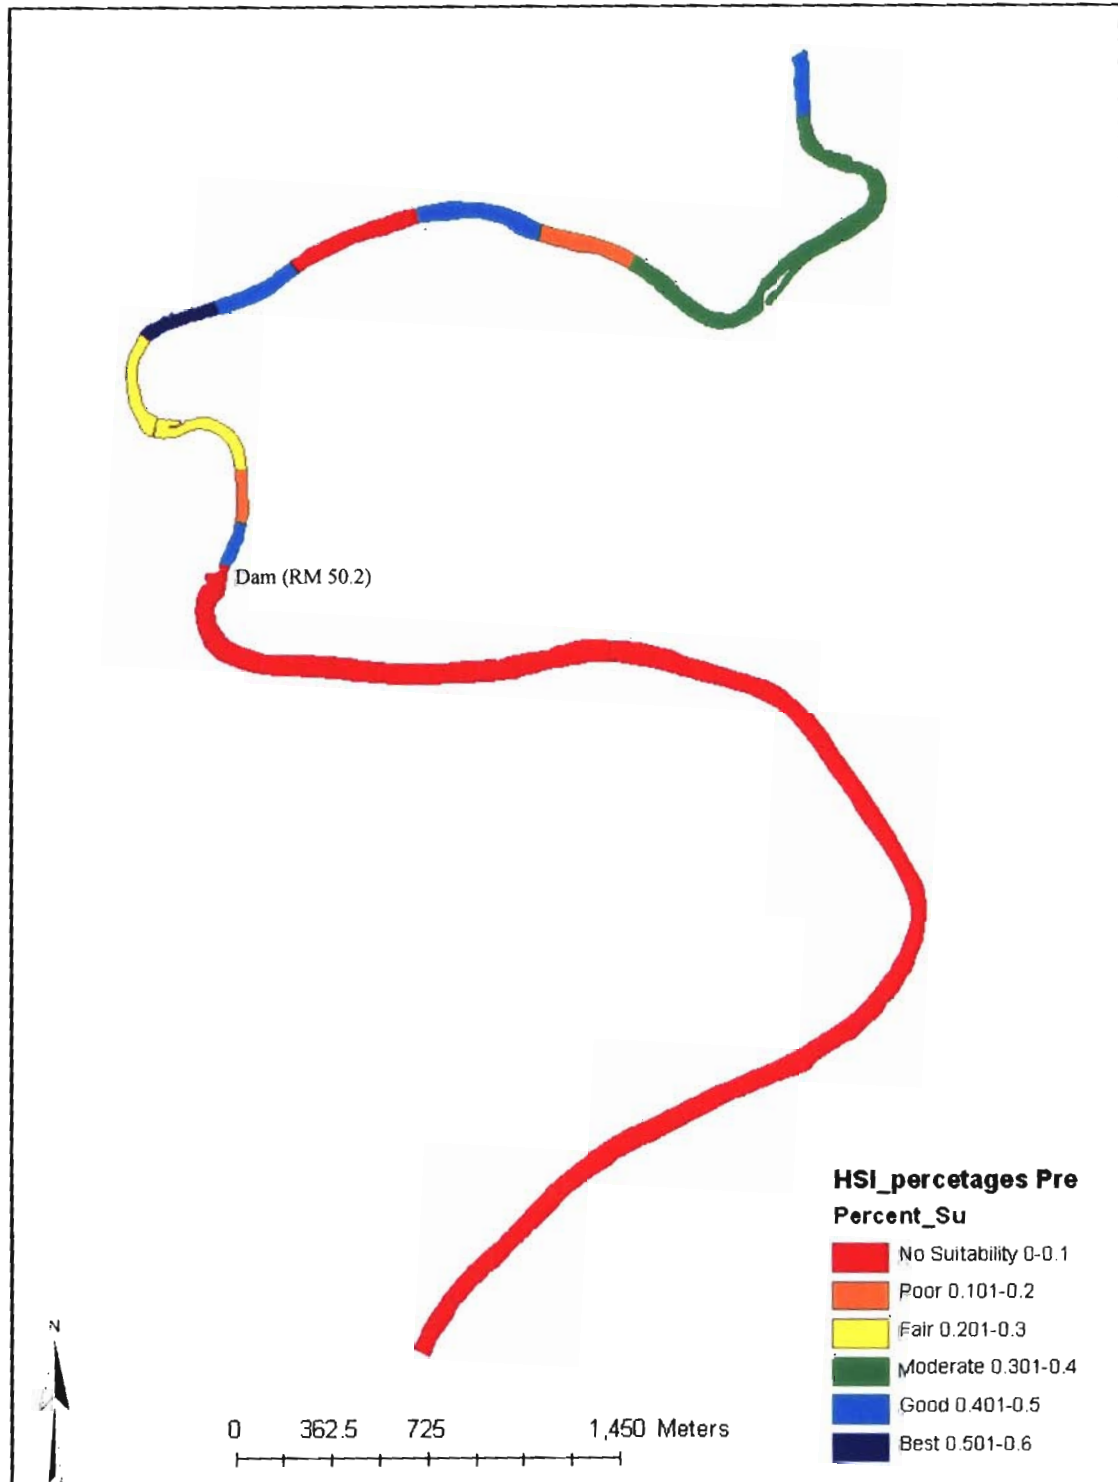 Dam (RM 50.2)
HSI_percetages Pre
Percent_Su
No Suitability 0-0.1
Poor 0.101-0.2
Fair 0.201-0.3
Moderate 0.301-0.4
Good 0.401-0.5
Best 0.501-0.6
N
0 362.5 725 1,450 Meters